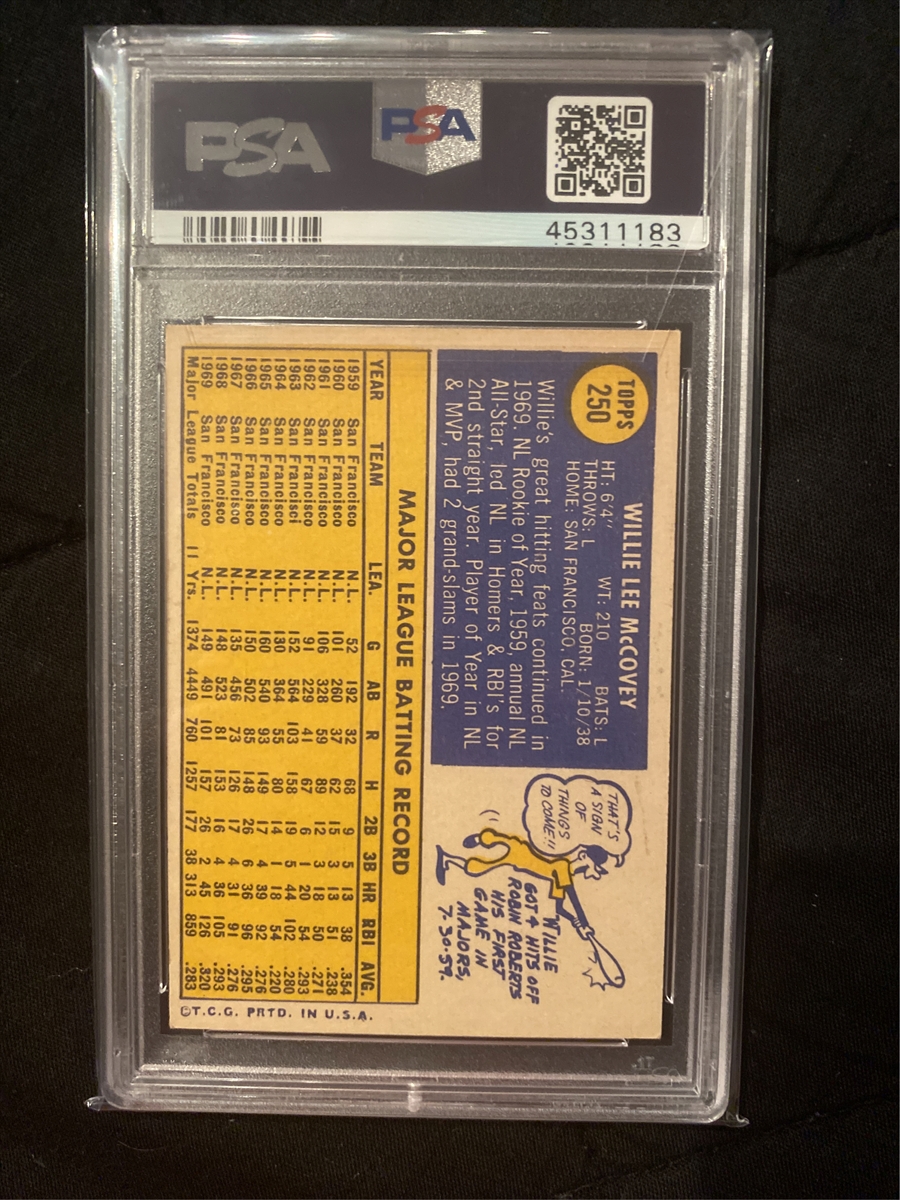 PSA
PSA
45311183
TOPPS
250
WILLIE LEE McCOVEY
HT: 6'4" WT: 210 BATS: L
THROWS: L BORN: 1/10/38
HOME: SAN FRANCISCO, CAL.
Willie's great hitting feats continued in
1969. NL Rookie of Year, 1959, annual NL
All-Star, led NL in Homers & RBI's for
2nd straight year. Player of Year in NL
& MVP, had 2 grand-slams in 1969.
THAT'S
A SIGN
OF
THINGS
TO COME!!
WILLIE
GOT 4 HITS OFF
ROBIN ROBERTS
HIS FIRST
GAME IN
MAJORS,
7-30-59.
MAJOR LEAGUE BATTING RECORD
YEAR TEAM LEA. G AB R H 2B 3B HR RBI AVG.
1959 San Francisco N.L. 52 192 32 68 9 5 13 38 .354
1960 San Francisco N.L. 101 260 37 62 15 3 13 51 .238
1961 San Francisco N.L. 106 328 59 89 12 3 18 50 .271
1962 San Francisco N.L. 91 229 41 67 6 1 20 54 .293
1963 San Francisci N.L. 152 564 103 158 19 5 44 102 .280
1964 San Francisco N.L. 130 364 55 80 14 1 18 54 .220
1965 San Francisco N.L. 160 540 93 149 17 4 39 92 .276
1966 San Francisco N.L. 150 502 85 148 26 6 36 96 .295
1967 San Francisco N.L. 135 456 73 126 17 4 31 91 .276
1968 San Francisco N.L. 148 523 81 153 16 4 36 105 .293
1969 San Francisco N.L. 149 491 101 157 26 2 45 126 .320
Major League Totals 11 Yrs. 1374 4449 760 1257 177 38 313 859 .283
©T.C.G. PRTD. IN U.S.A.